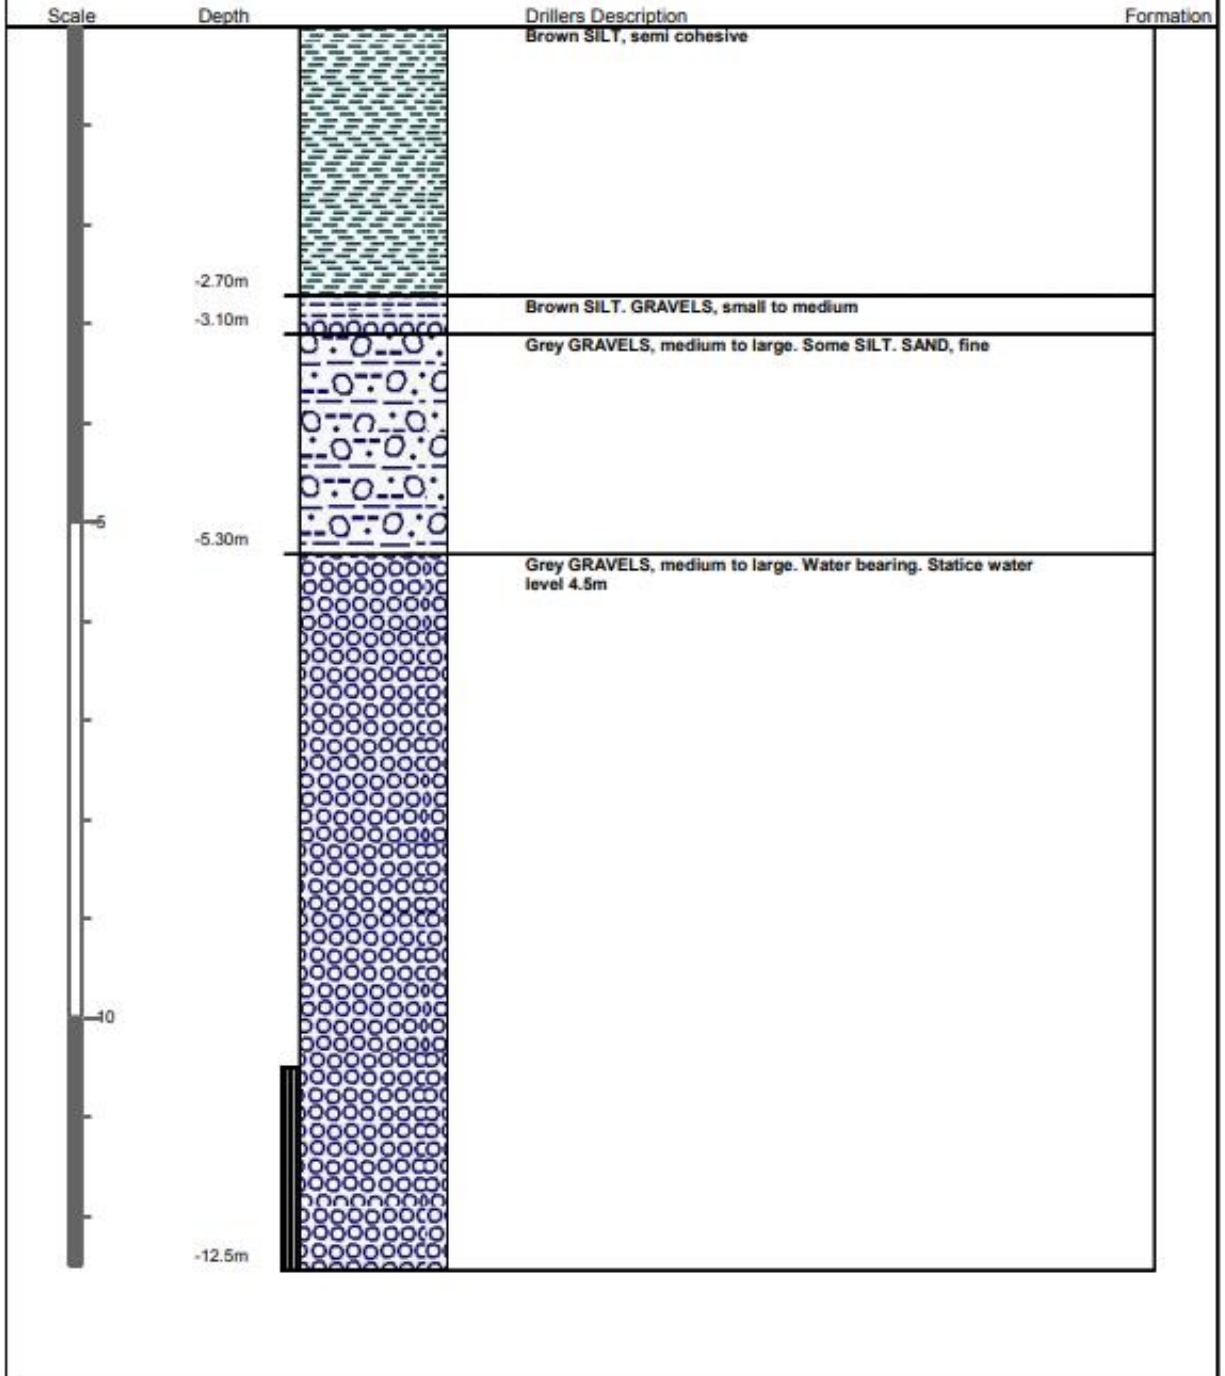 Scale Depth Drillers Description Formation
Brown SILT, semi cohesive
-2.70m
Brown SILT. GRAVELS, small to medium
-3.10m
Grey GRAVELS, medium to large. Some SILT. SAND, fine
5
-5.30m
Grey GRAVELS, medium to large. Water bearing. Statice water
level 4.5m
10
-12.5m